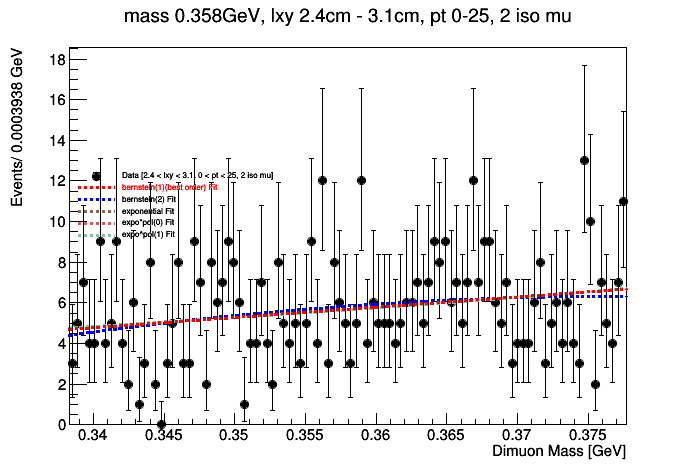 mass 0.358GeV, lxy 2.4cm - 3.1cm, pt 0-25, 2 iso mu
Events/ 0.0003938 GeV
18
16
14
12
10
8
6
4
2
0
Data [2.4 < lxy < 3.1, 0 < pt < 25, 2 iso mu]
bernstein(1)(best order) Fit
bernstein(2) Fit
exponential Fit
expo*pol(0) Fit
expo*pol(1) Fit
0.34 0.345 0.35 0.355 0.36 0.365 0.37 0.375
Dimuon Mass [GeV]